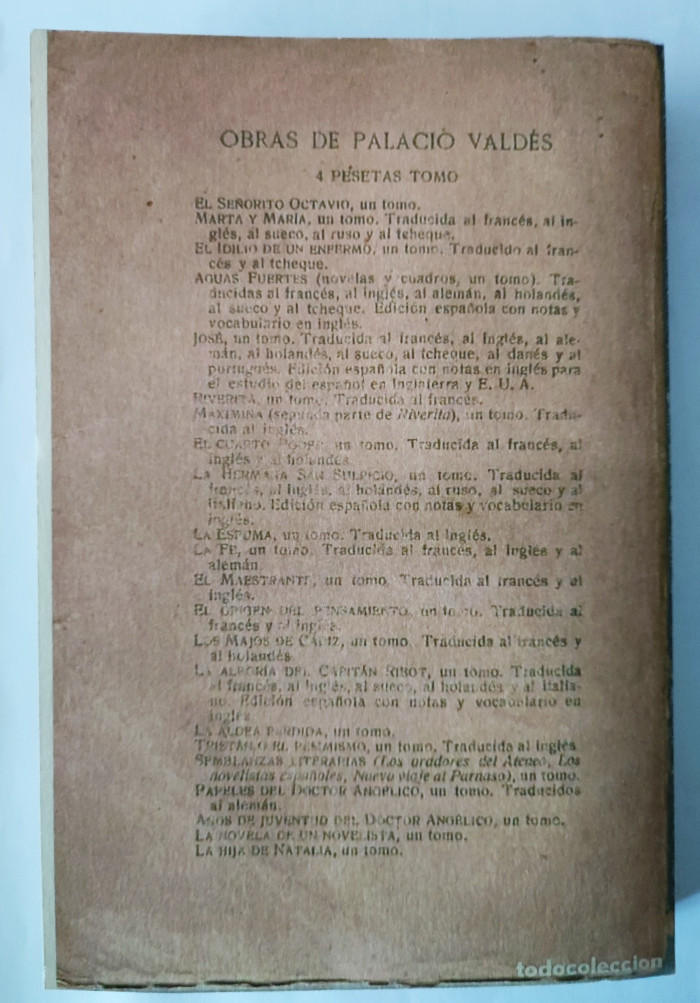 OBRAS DE PALACIO VALDÉS
4 PESETAS TOMO
EL SEÑORITO OCTAVIO, un tomo.
MARTA Y MARÍA, un tomo. Traducida al francés, al in-
glés, al sueco, al ruso y al tcheque.
EL IDILIO DE UN ENFERMO, un tomo. Traducido al fran-
cés y al tcheque.
AGUAS FUERTES (novelas y cuadros, un tomo). Tra-
ducidas al francés, al inglés, al alemán, al holandés,
al sueco y al tcheque. Edición española con notas y
vocabulario en inglés.
JOSÉ, un tomo. Traducida al francés, al inglés, al ale-
mán, al holandés, al sueco, al tcheque, al danés y al
portugués. Edición española con notas en inglés para
el estudio del español en Inglaterra y E. U. A.
RIVERITA, un tomo. Traducida al francés.
MAXIMINA (segunda parte de Riverita), un tomo. Tradu-
cida al inglés.
EL CUARTO PODER, un tomo. Traducida al francés, al
inglés y al holandés.
LA HERMANA SAN SULPICIO, un tomo. Traducida al
francés, al inglés, al holandés, al ruso, al sueco y al
italiano. Edición española con notas y vocabulario en
inglés.
LA ESPUMA, un tomo. Traducida al inglés.
LA FE, un tomo. Traducida al francés, al inglés y al
alemán.
EL MAESTRANTE, un tomo. Traducida al francés y al
inglés.
EL ORIGEN DEL PENSAMIENTO, un tomo. Traducida al
francés y al inglés.
LOS MAJOS DE CÁDIZ, un tomo. Traducida al francés y
al holandés
LA ALEGRÍA DEL CAPITÁN RIBOT, un tomo. Traducida
al francés, al inglés, al sueco, al holandés y al italia-
no. Edición española con notas y vocabulario en
inglés
LA ALDEA PERDIDA, un tomo.
TRISTÁN O EL PESIMISMO, un tomo, Traducida al inglés
SEMBLANZAS LITERARIAS (Los oradores del Ateneo, Los
novelistas españoles, Nuevo viaje al Parnaso), un tomo.
PAPELES DEL DOCTOR ANGÉLICO, un tomo. Traducidos
al alemán.
AÑOS DE JUVENTUD DEL DOCTOR ANGÉLICO, un tomo.
LA NOVELA DE UN NOVELISTA, un tomo.
LA HIJA DE NATALIA, un tomo.
todocoleccion